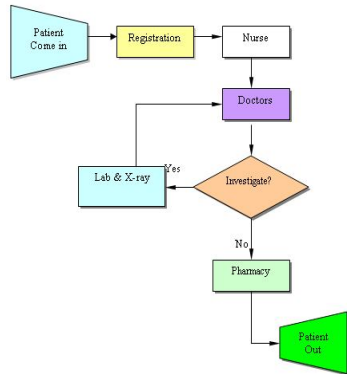 Patient
Come in
Registration
Nurse
Doctors
Lab & X-ray
Yes
Investigate?
No
Pharmacy
Patient
Out